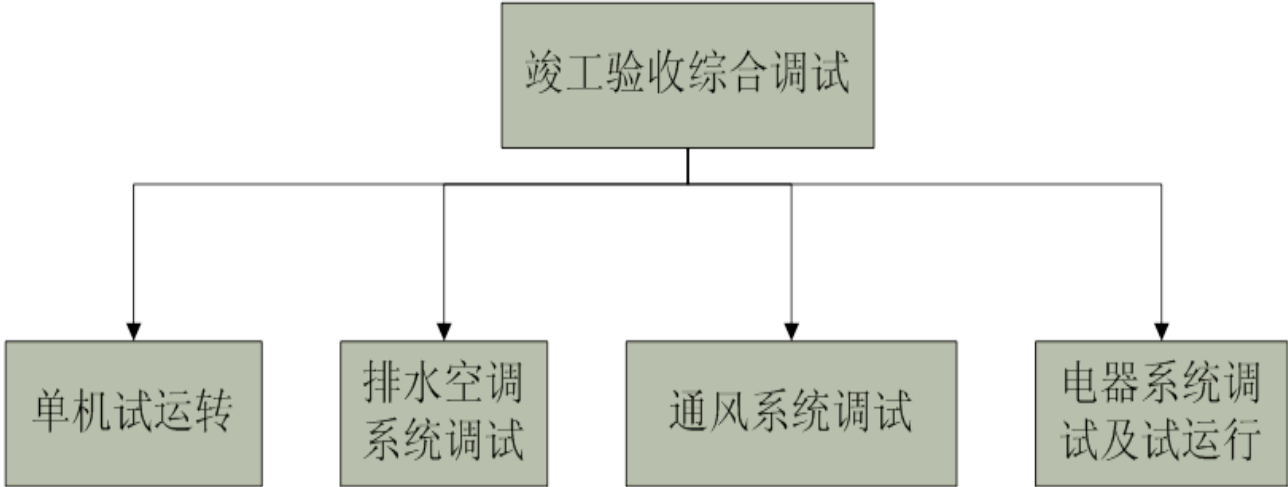 竣工验收综合调试
单机试运转
排水空调
系统调试
通风系统调试
电器系统调
试及试运行